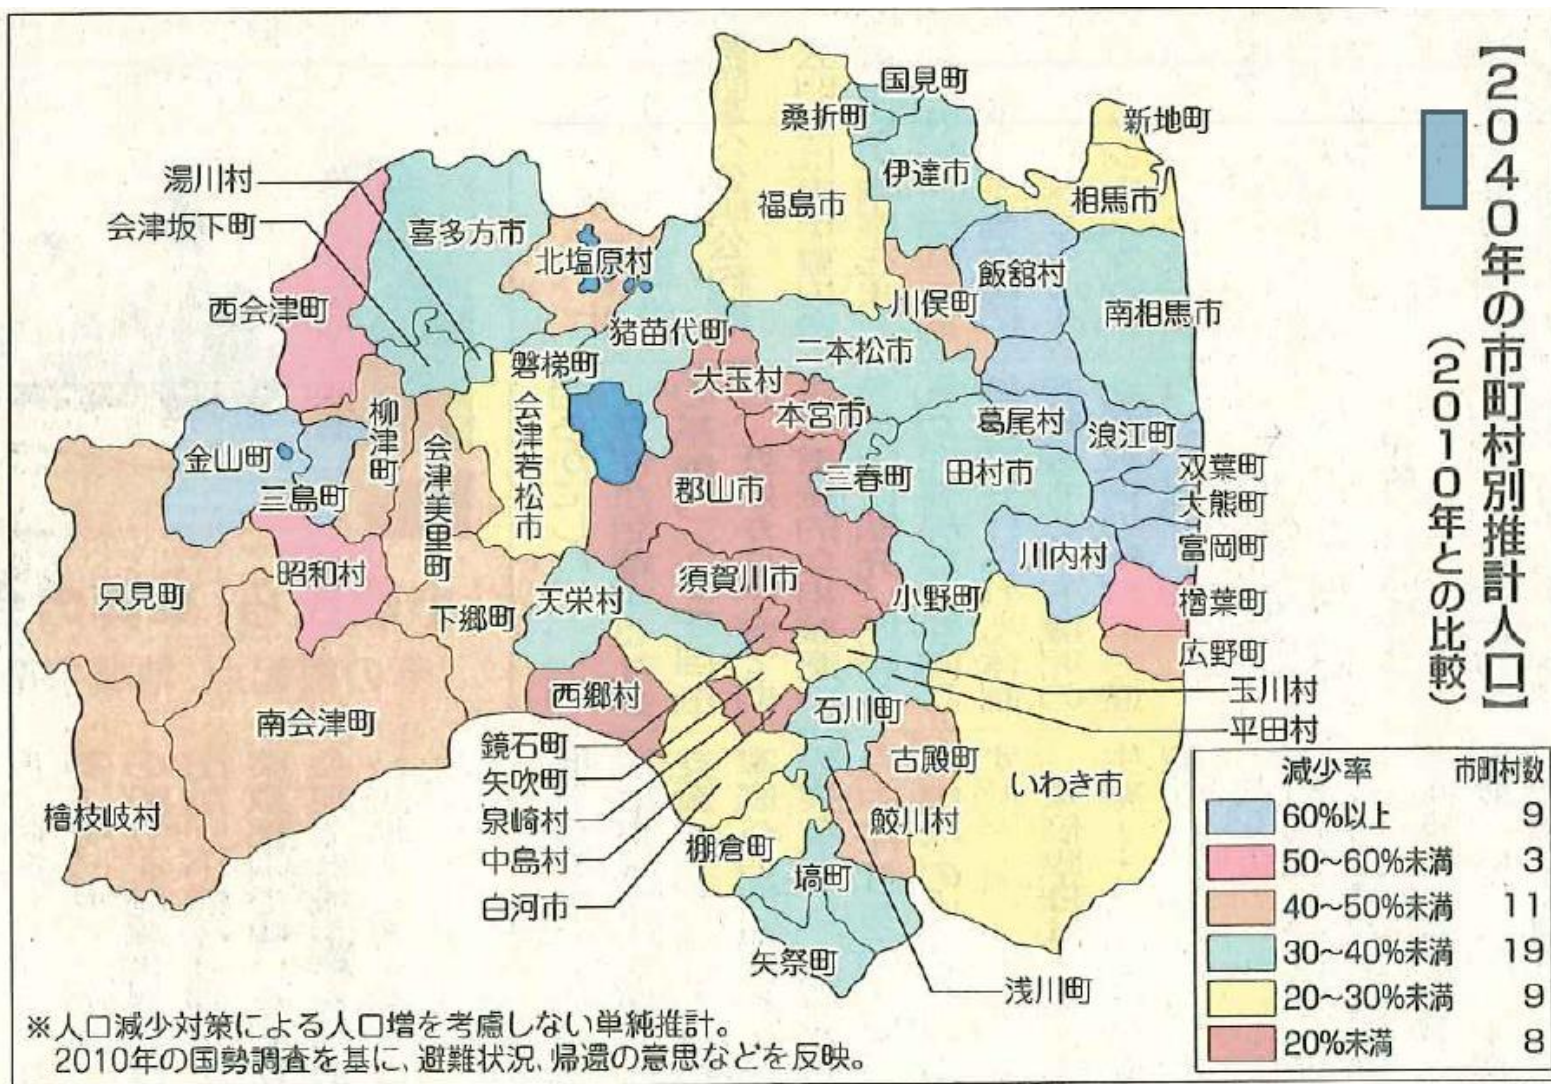 【2040年の市町村別推計人口】
（2010年との比較）
国見町
桑折町
新地町
伊達市
相馬市
福島市
湯川村
会津坂下町
喜多方市
北塩原村
飯舘村
川俣町
南相馬市
西会津町
猪苗代町
磐梯町
二本松市
大玉村
本宮市
柳津町
会津若松市
葛尾村
浪江町
会津美里町
金山町
三島町
郡山市
三春町
田村市
双葉町
大熊町
富岡町
川内村
昭和村
只見町
須賀川市
小野町
楢葉町
天栄村
下郷町
広野町
玉川村
平田村
西郷村
石川町
南会津町
鏡石町
矢吹町
泉崎村
中島村
白河市
古殿町
いわき市
檜枝岐村
鮫川村
棚倉町
塙町
矢祭町
浅川町
減少率 市町村数
60%以上 9
50～60%未満 3
40～50%未満 11
30～40%未満 19
20～30%未満 9
20%未満 8
※人口減少対策による人口増を考慮しない単純推計。
2010年の国勢調査を基に、避難状況、帰還の意思などを反映。